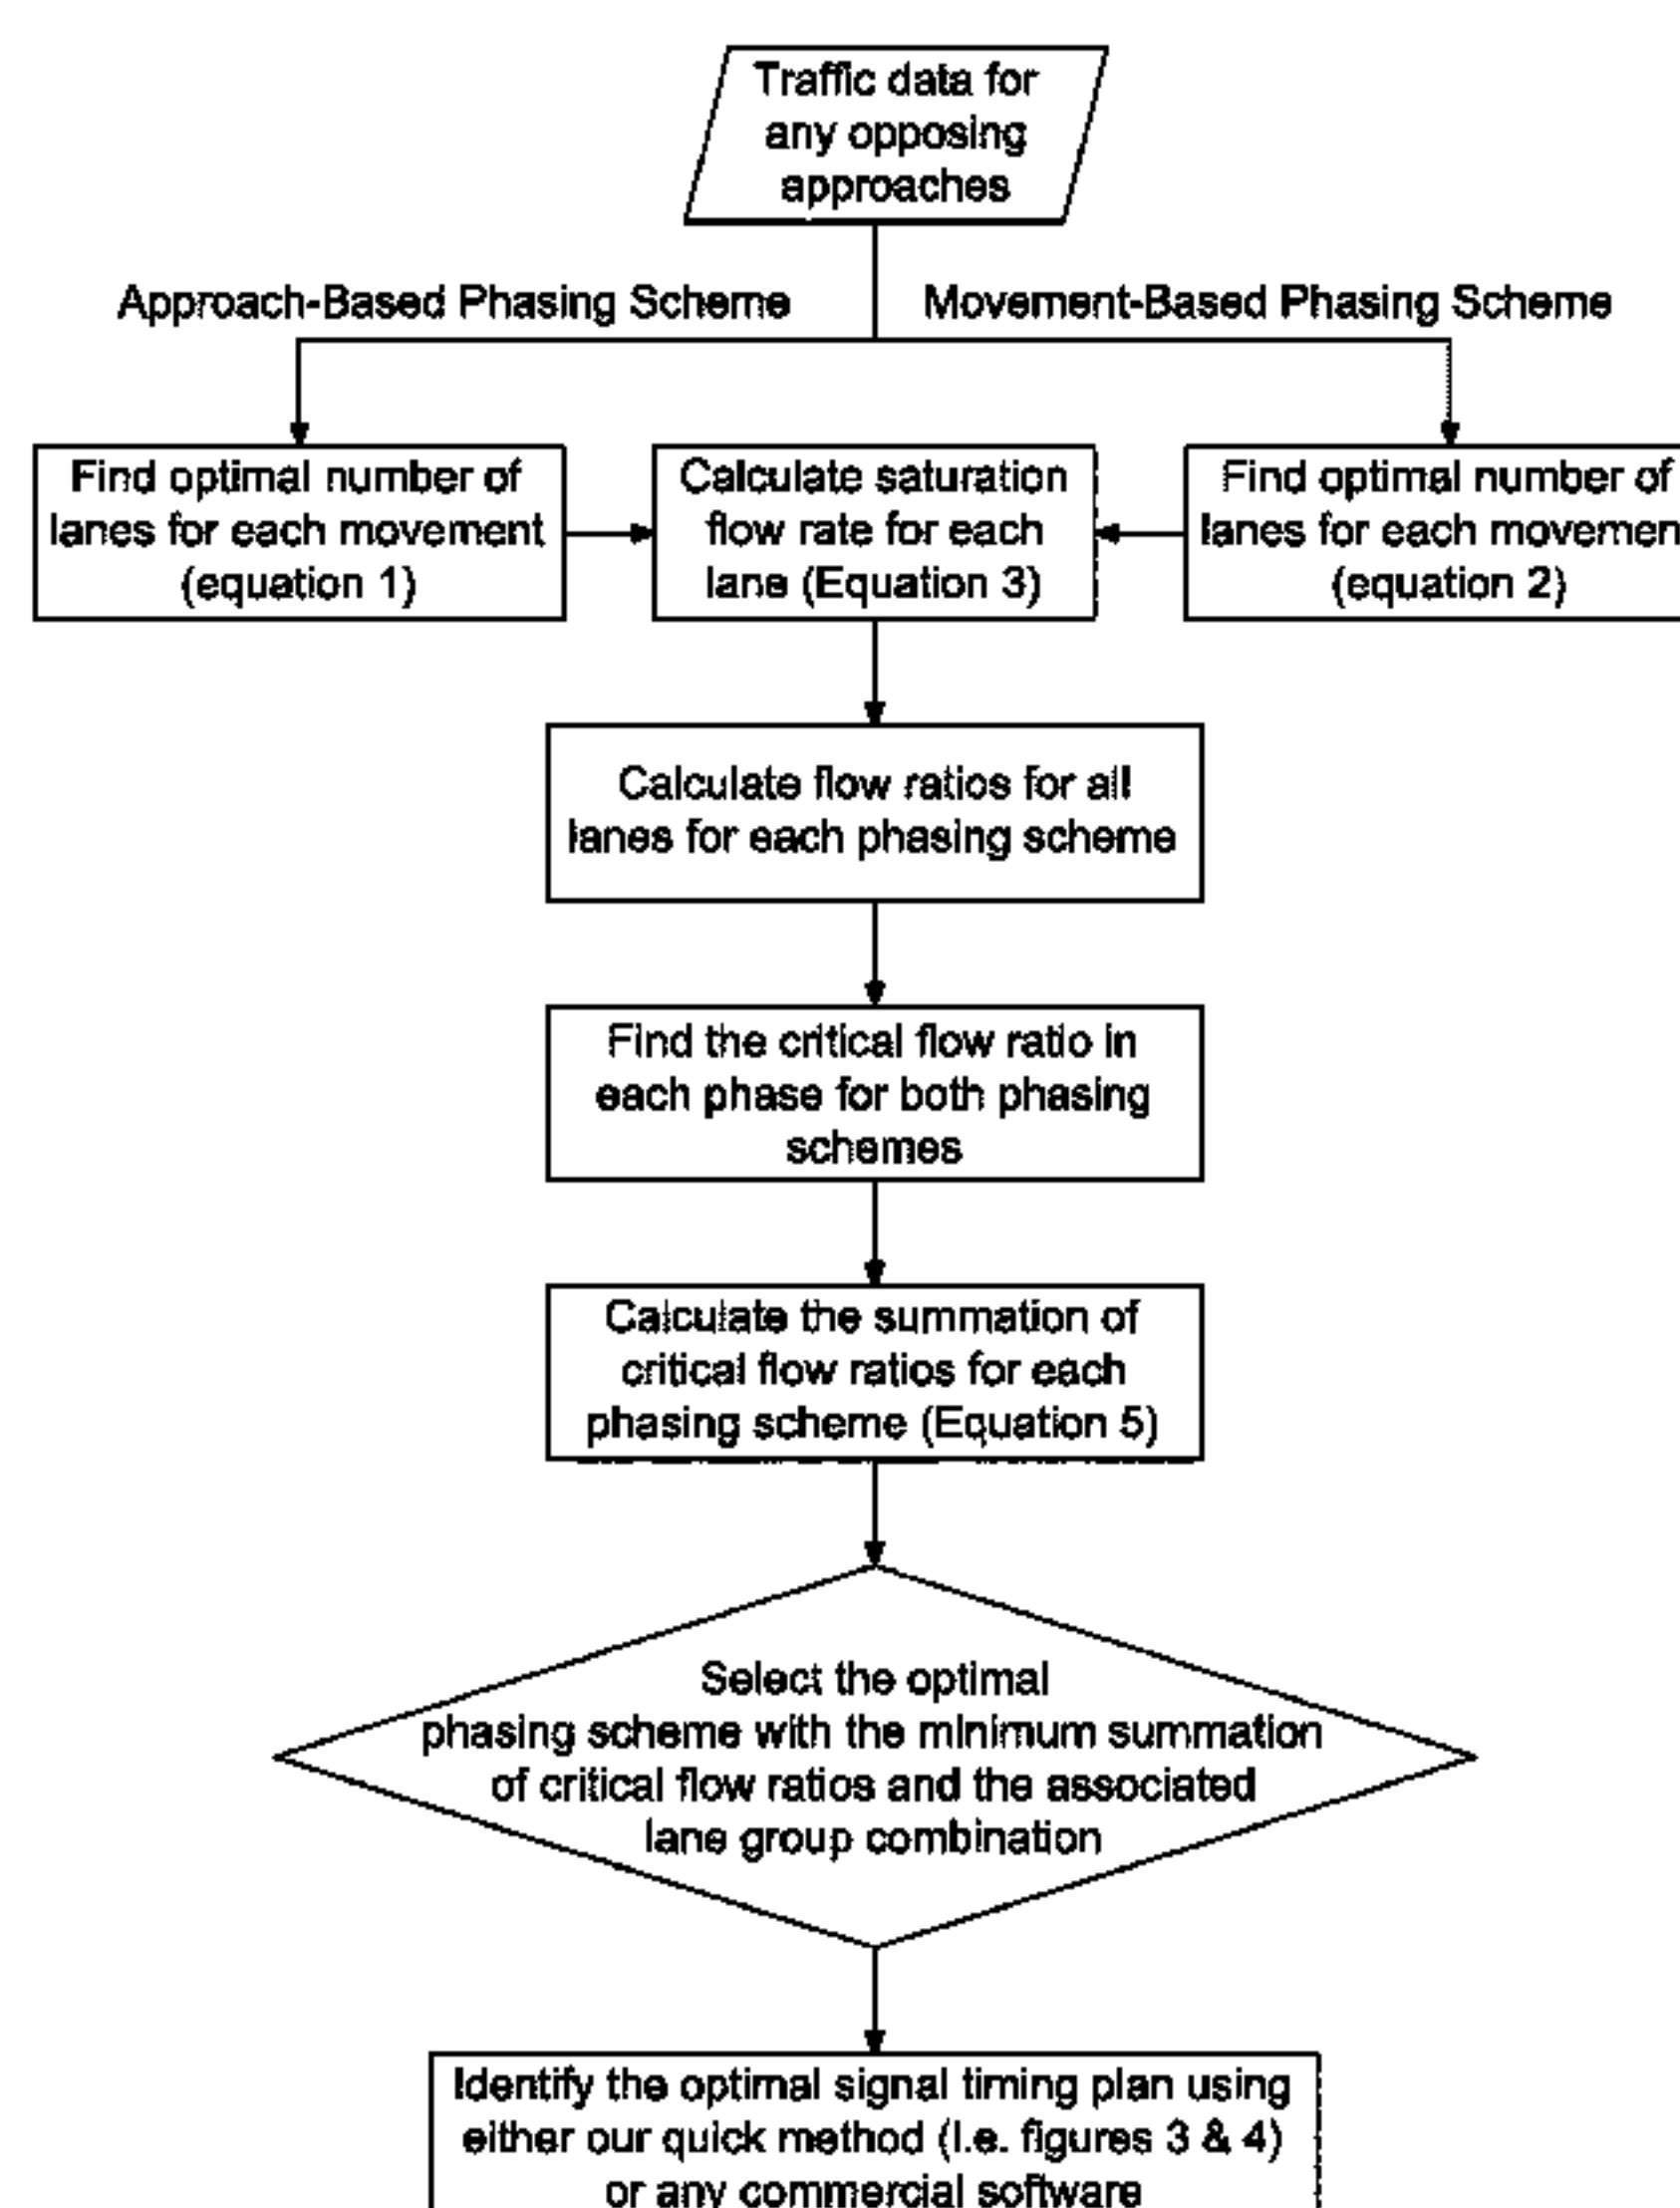 Traffic data for
any opposing
approaches
Approach-Based Phasing Scheme
Movement-Based Phasing Scheme
Find optimal number of
lanes for each movement
(equation 1)
Calculate saturation
flow rate for each
lane (Equation 3)
Find optimal number of
lanes for each movemen
(equation 2)
Calculate flow ratios for all
lanes for each phasing scheme
Find the critical flow ratio in
each phase for both phasing
schemes
Calculate the summation of
critical flow ratios for each
phasing scheme (Equation 5)
Select the optimal
phasing scheme with the minimum summation
of critical flow ratios and the associated
lane group combination
Identify the optimal signal timing plan using
either our quick method (I.e. figures 3 & 4)
or any commercial software